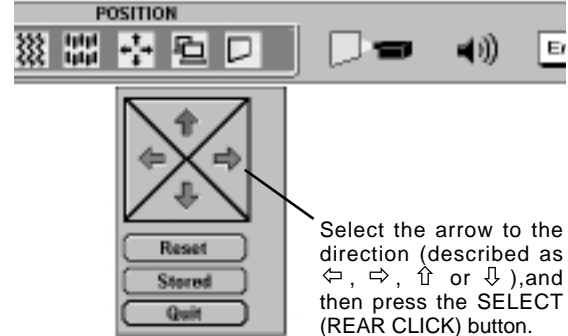 POSITION
En
Reset
Stored
Quit
Select the arrow to the
direction (described as
⇦, ⇨, ⇧ or ⇩ ),and
then press the SELECT
(REAR CLICK) button.